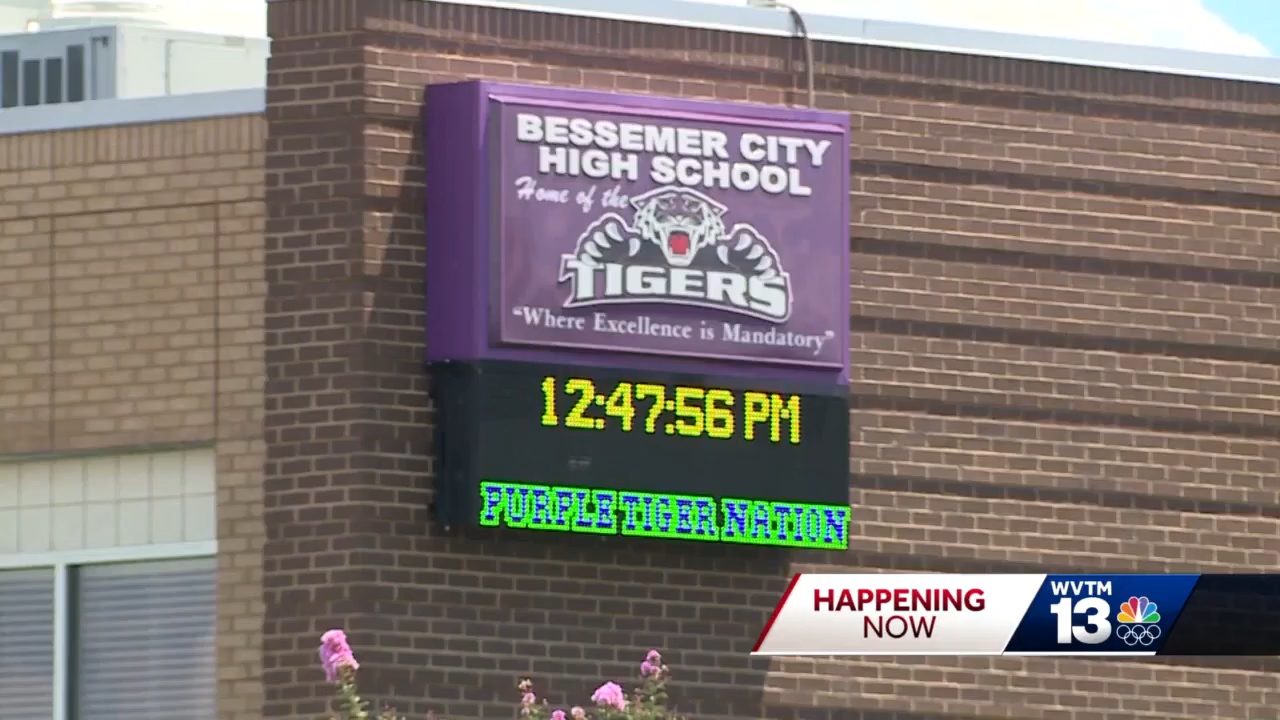 BESSEMER CITY
HIGH SCHOOL
Home of the
TIGERS
“Where Excellence is Mandatory”
12:47:56 PM
PURPLE TIGER NATION
HAPPENING
NOW
WVTM
13